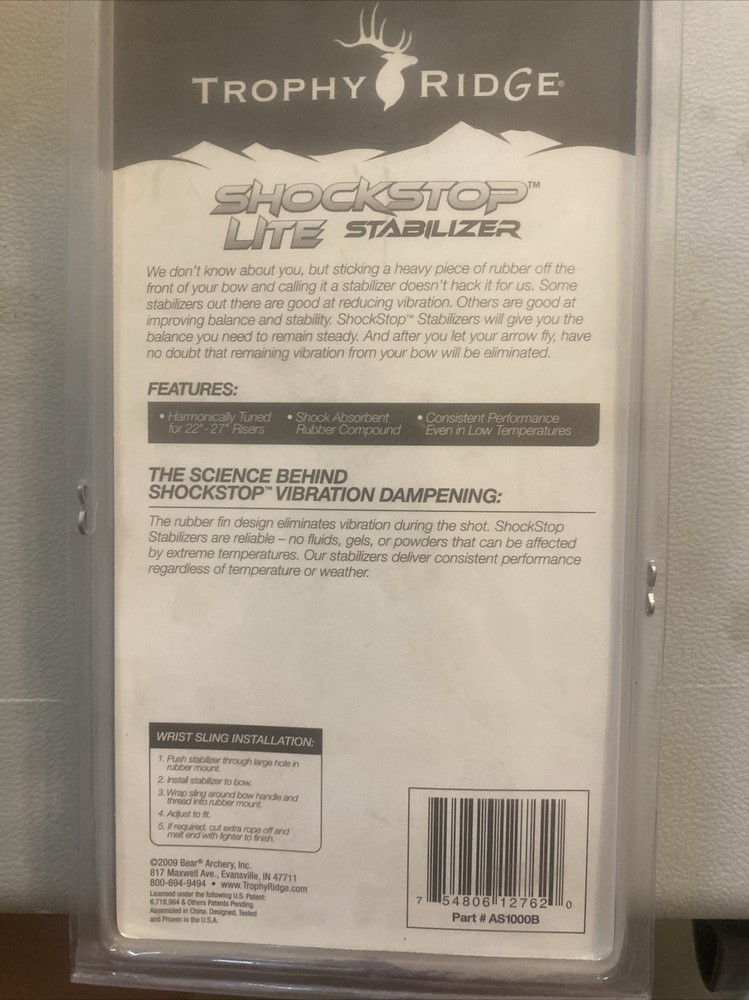 TROPHY RIDGE®
SHOCKSTOP™
LITE STABILIZER
We don't know about you, but sticking a heavy piece of rubber off the
front of your bow and calling it a stabilizer doesn't hack it for us. Some
stabilizers out there are good at reducing vibration. Others are good at
improving balance and stability. ShockStop™ Stabilizers will give you the
balance you need to remain steady. And after you let your arrow fly, have
no doubt that remaining vibration from your bow will be eliminated.
FEATURES:
• Harmonically Tuned
for 22"- 27" Risers
• Shock Absorbent
Rubber Compound
• Consistent Performance
Even in Low Temperatures
THE SCIENCE BEHIND
SHOCKSTOP™ VIBRATION DAMPENING:
The rubber fin design eliminates vibration during the shot. ShockStop
Stabilizers are reliable – no fluids, gels, or powders that can be affected
by extreme temperatures. Our stabilizers deliver consistent performance
regardless of temperature or weather.
WRIST SLING INSTALLATION:
1. Push stabilizer through large hole in
rubber mount.
2. Install stabilizer to bow.
3. Wrap sling around bow handle and
thread into rubber mount.
4. Adjust to fit.
5. If required, cut extra rope off and
melt end with lighter to finish.
©2009 Bear® Archery, Inc.
817 Maxwell Ave., Evansville, IN 47711
800-694-9494 • www.TrophyRidge.com
Licensed under the following U.S. Patent:
6,718,964 & Others Patents Pending.
Assembled in China. Designed, Tested
and Proven in the U.S.A.
7 54806 12762 0
Part # AS1000B